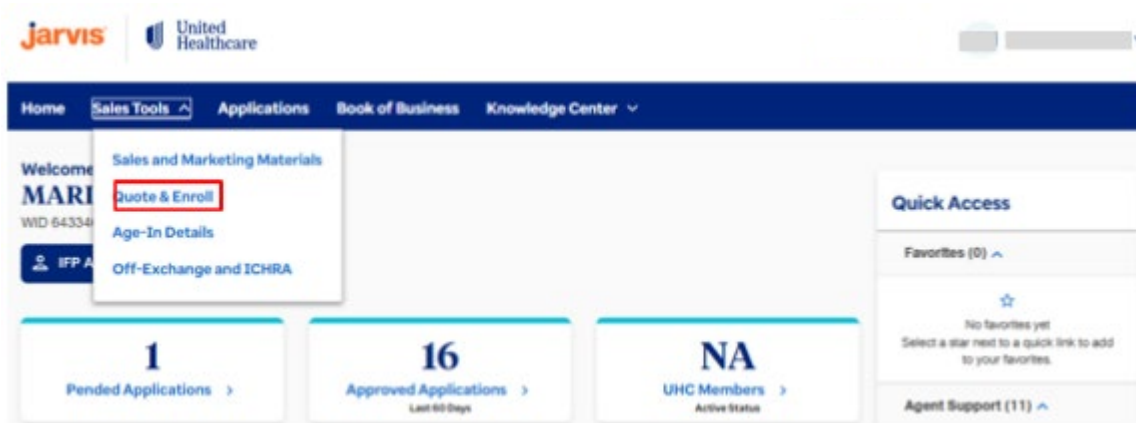 jarvis
United
Healthcare
Home Sales Tools Applications Book of Business Knowledge Center
Sales and Marketing Materials
Quote & Enroll
Age-In Details
Off-Exchange and ICHRA
Welcome
MARI
WID 64334
IFP A
1
Pended Applications >
16
Approved Applications >
Last 60 Days
NA
UHC Members >
Active Status
Quick Access
Favorites (0)
No favorites yet
Select a star next to a quick link to add
to your favorites.
Agent Support (11)